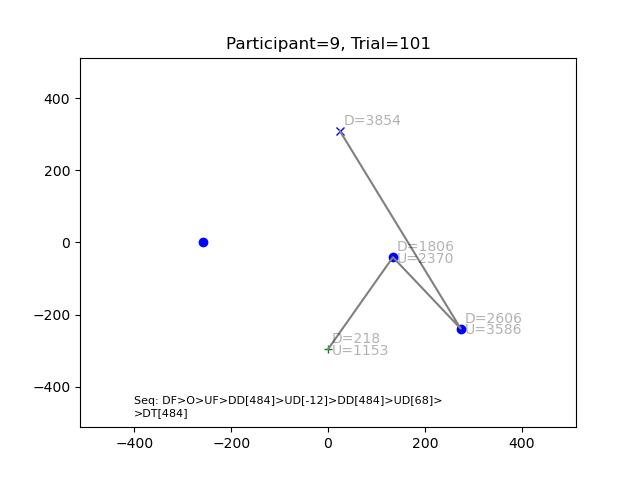 Participant=9, Trial=101
400
200
0
−200
−400
D=3854
D=1806
U=2370
D=2606
U=3586
D=218
U=1153
Seq: DF>O>UF>DD[484]>UD[-12]>DD[484]>UD[68]>
>DT[484]
−400
−200
0
200
400